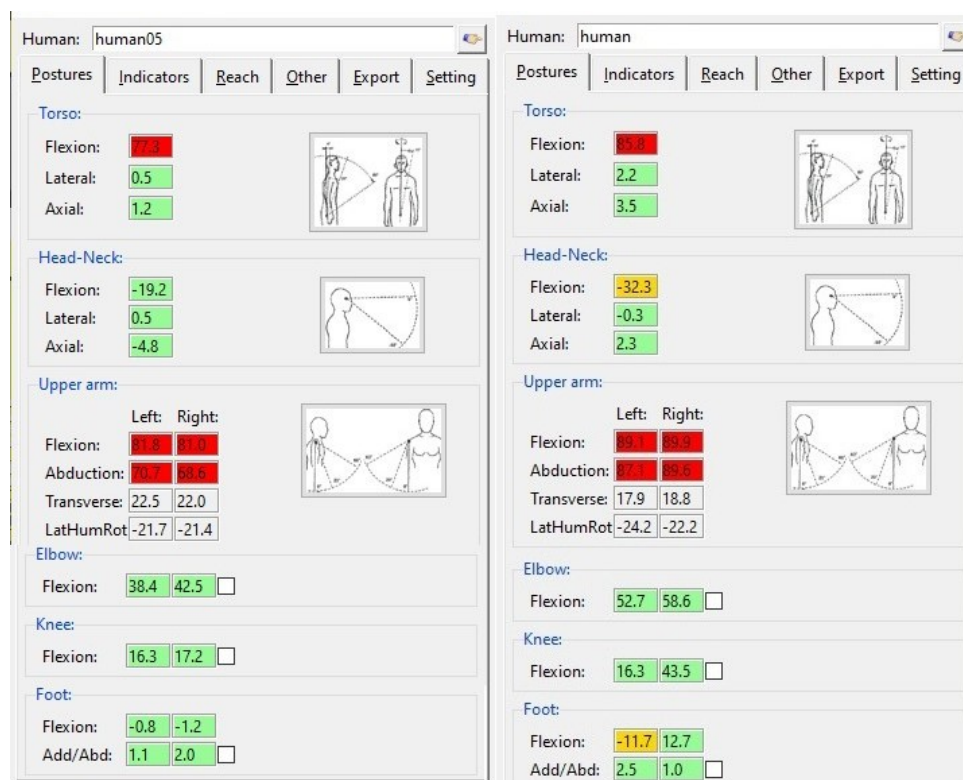 Human: human05
Postures Indicators Reach Other Export Setting
Torso:
Flexion: 77.3
Lateral: 0.5
Axial: 1.2
Head-Neck:
Flexion: -19.2
Lateral: 0.5
Axial: -4.8
Upper arm:
Left: Right:
Flexion: 81.8 81.0
Abduction: 70.7 68.6
Transverse: 22.5 22.0
LatHumRot -21.7 -21.4
Elbow:
Flexion: 38.4 42.5
Knee:
Flexion: 16.3 17.2
Foot:
Flexion: -0.8 -1.2
Add/Abd: 1.1 2.0
Human: human
Postures Indicators Reach Other Export Setting
Torso:
Flexion: 85.8
Lateral: 2.2
Axial: 3.5
Head-Neck:
Flexion: -32.3
Lateral: -0.3
Axial: 2.3
Upper arm:
Left: Right:
Flexion: 89.1 89.9
Abduction: 87.1 89.6
Transverse: 17.9 18.8
LatHumRot -24.2 -22.2
Elbow:
Flexion: 52.7 58.6
Knee:
Flexion: 16.3 43.5
Foot:
Flexion: -11.7 12.7
Add/Abd: 2.5 1.0